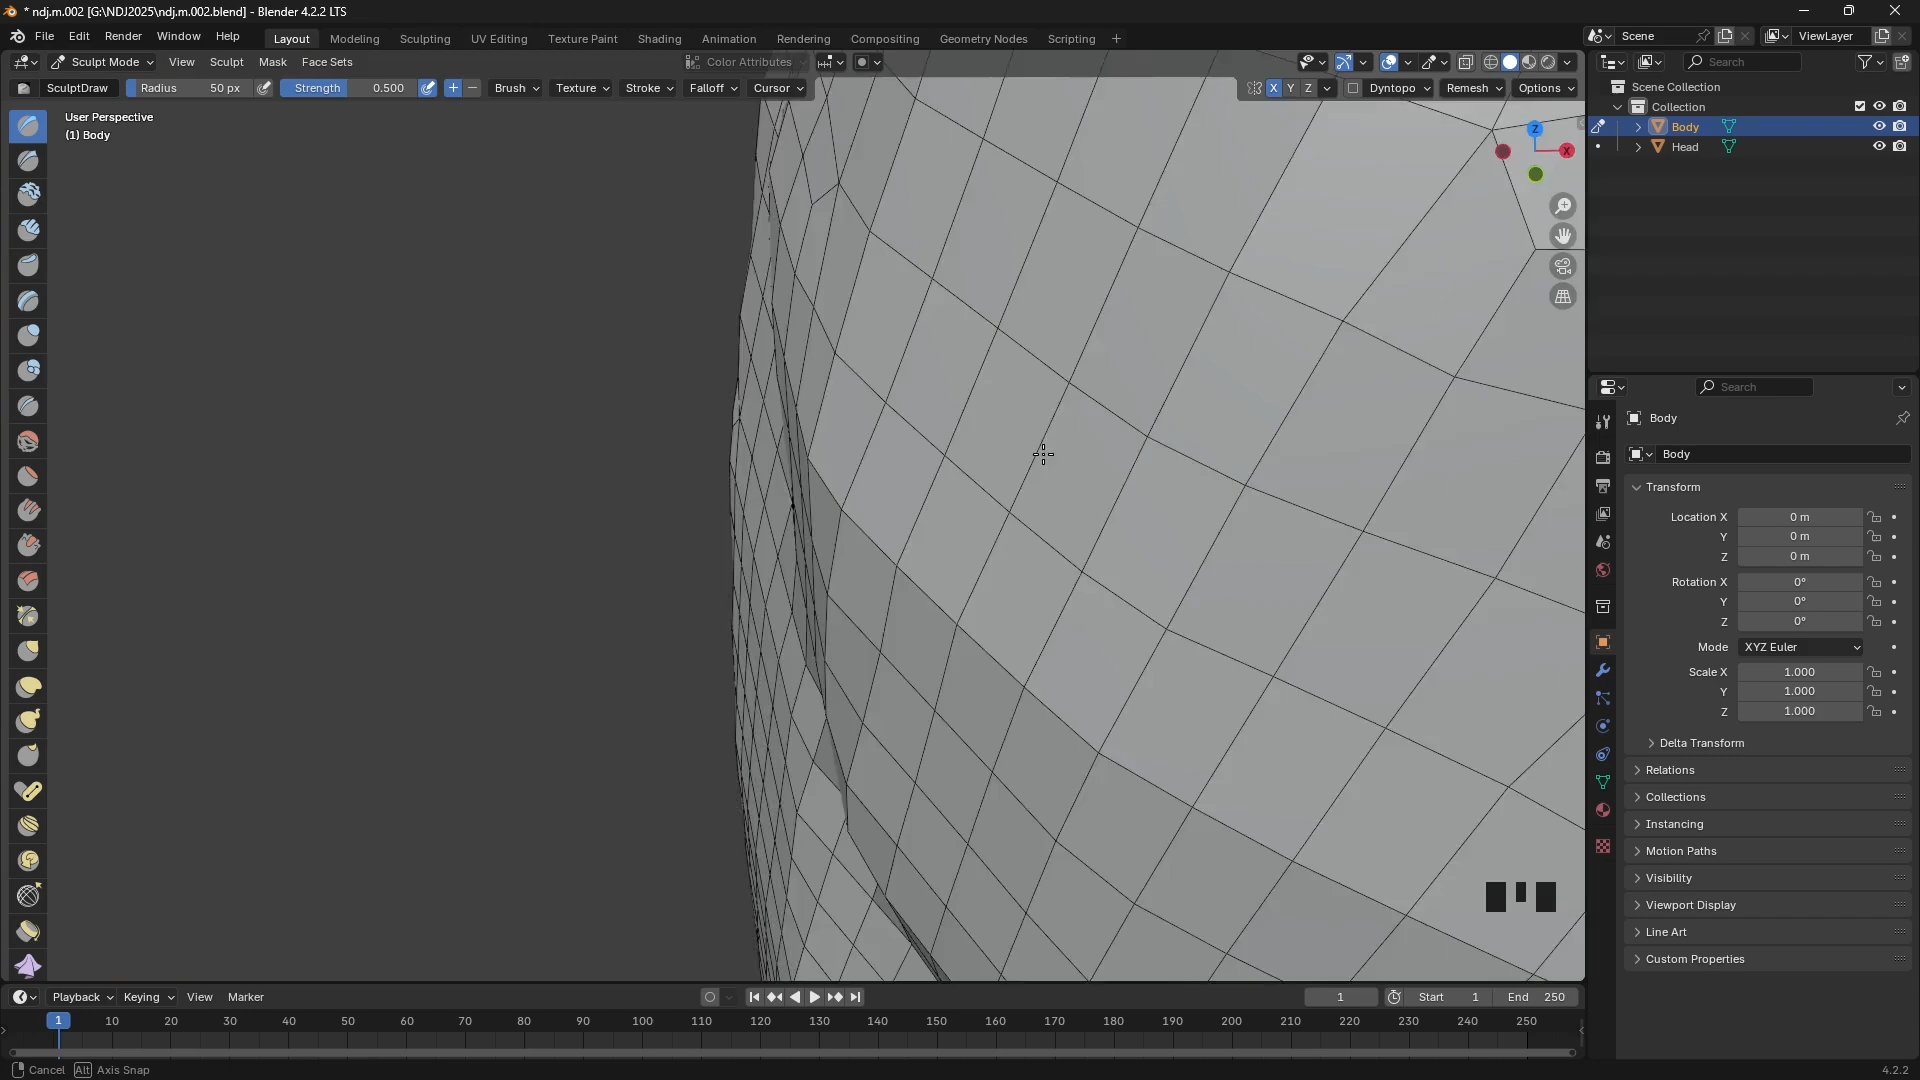 * ndj.m.002 [G:\NDJ2025\ndj.m.002.blend] - Blender 4.2.2 LTS
File Edit Render Window Help
Layout Modeling Sculpting UV Editing Texture Paint Shading Animation Rendering Compositing Geometry Nodes Scripting +
Scene
ViewLayer
Sculpt Mode View Sculpt Mask Face Sets
Color Attributes
Search
SculptDraw Radius 50 px Strength 0.500 Brush Texture Stroke Falloff Cursor
X Y Z Dyntopo Remesh Options
Scene Collection
Collection
Body
Head
User Perspective
(1) Body
Z
X
Search
Body
Body
Transform
Location X 0 m
Y 0 m
Z 0 m
Rotation X 0°
Y 0°
Z 0°
Mode XYZ Euler
Scale X 1.000
Y 1.000
Z 1.000
Delta Transform
Relations
Collections
Instancing
Motion Paths
Visibility
Viewport Display
Line Art
Custom Properties
Playback Keying View Marker
1 Start 1 End 250
1 10 20 30 40 50 60 70 80 90 100 110 120 130 140 150 160 170 180 190 200 210 220 230 240 250
Cancel Alt Axis Snap
4.2.2